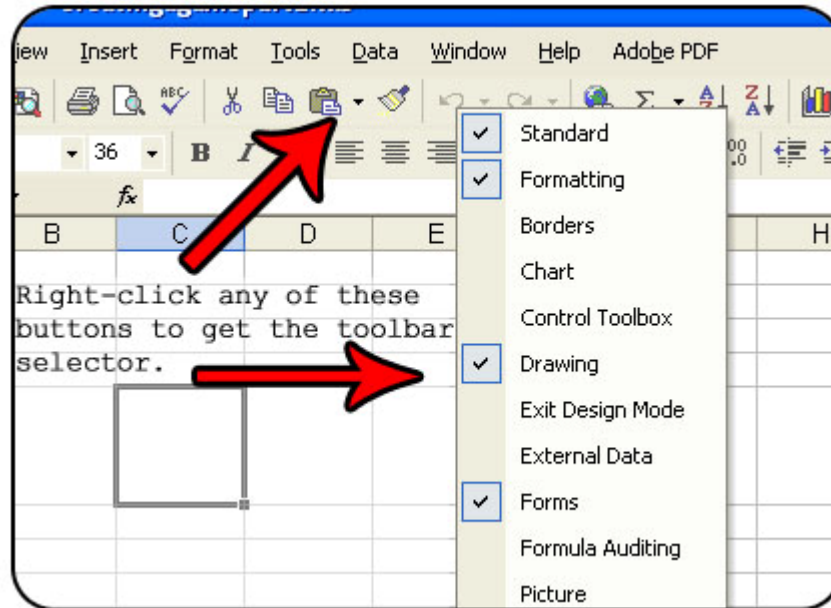 iew Insert Format Tools Data Window Help Adobe PDF
ABC
36 B I
fx
B C D E H
Right-click any of these
buttons to get the toolbar
selector.
Standard
Formatting
Borders
Chart
Control Toolbox
Drawing
Exit Design Mode
External Data
Forms
Formula Auditing
Picture